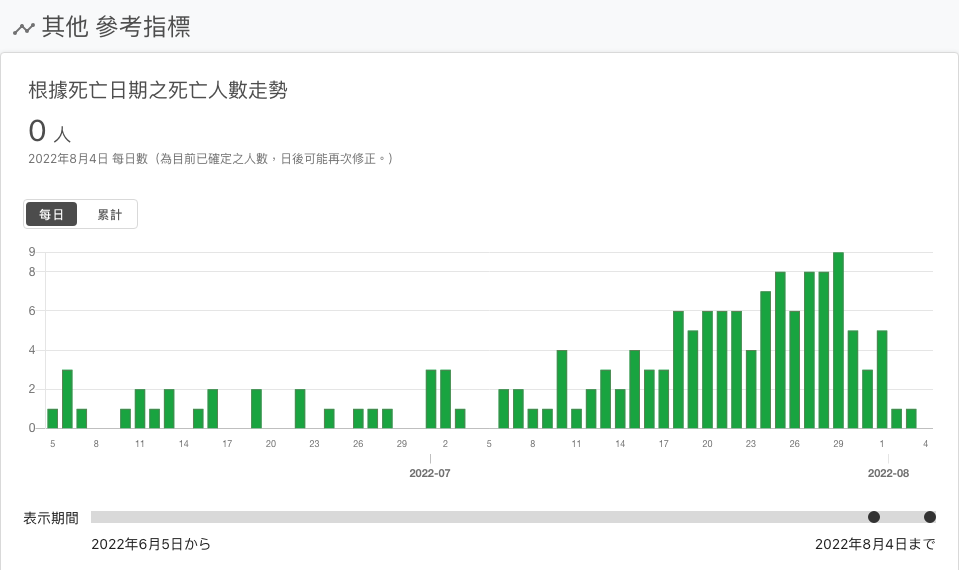 其他 參考指標
根據死亡日期之死亡人數走勢
0 人
2022年8月4日 每日數（為目前已確定之人數，日後可能再次修正。）
每日 累計
9
8
6
4
2
0
5 8 11 14 17 20 23 26 29 2 5 8 11 14 17 20 23 26 29 1 4
2022-07 2022-08
表示期間
2022年6月5日から 2022年8月4日まで